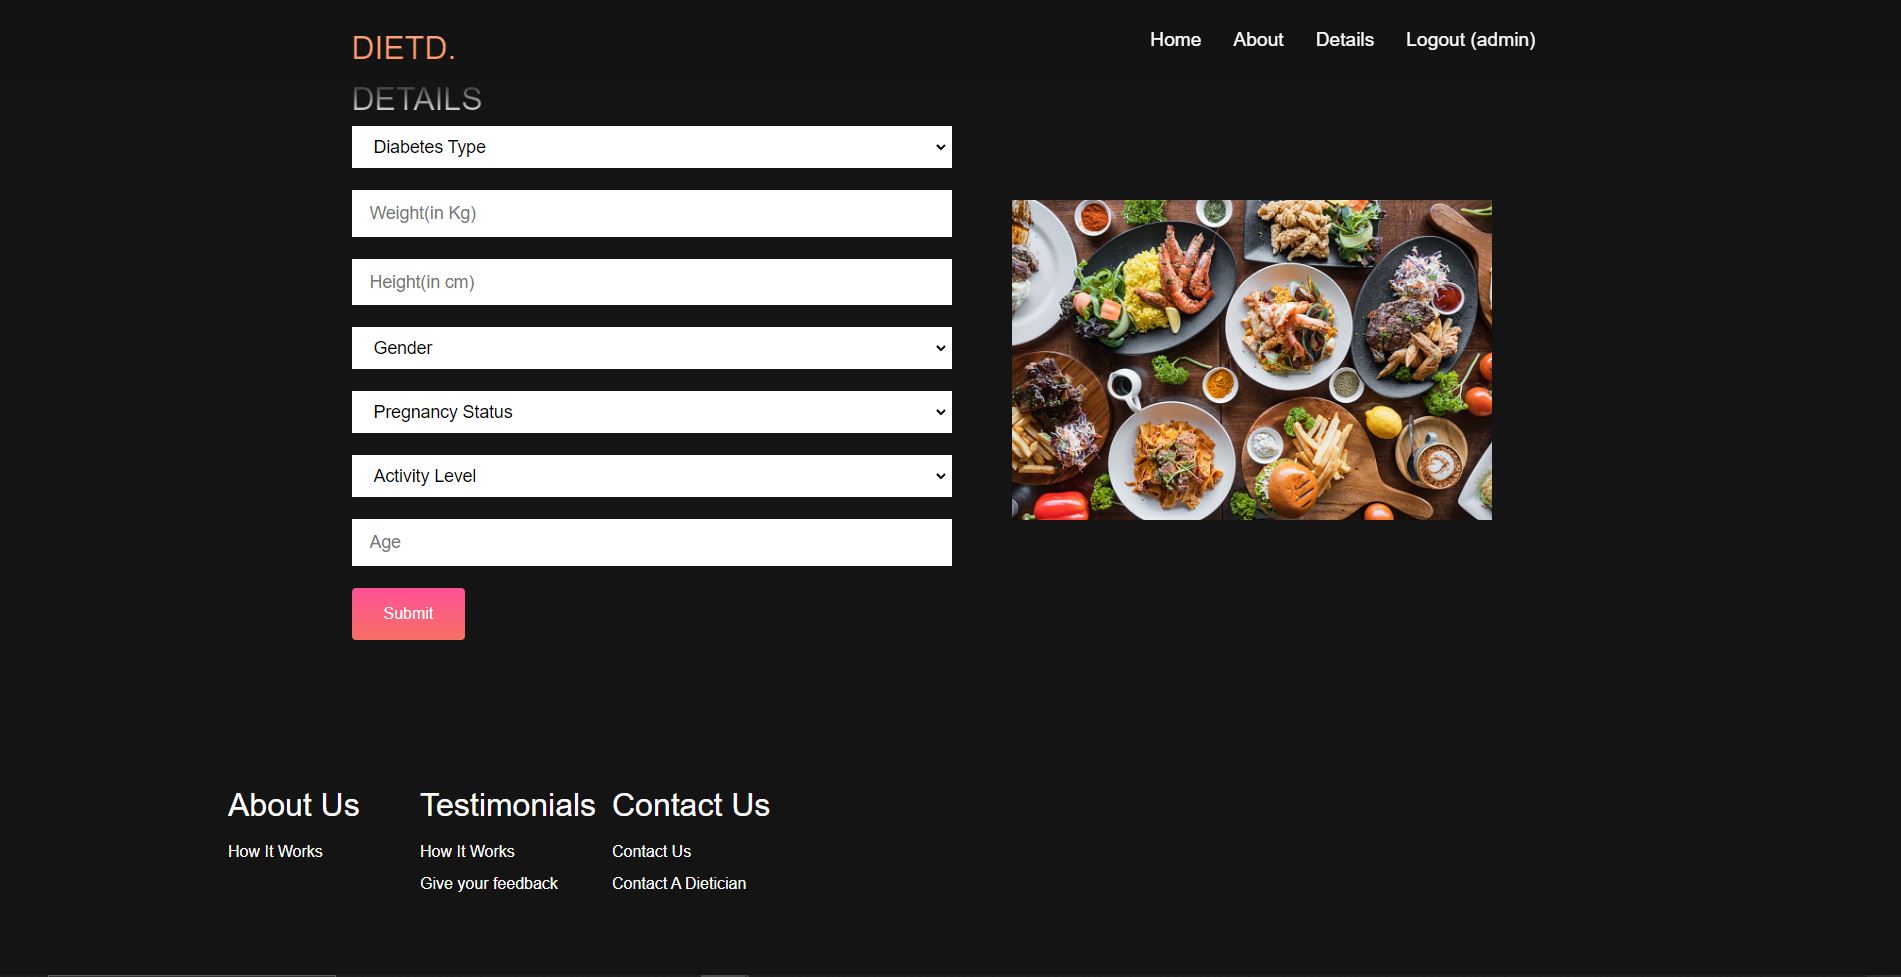 DIETD.
Home About Details Logout (admin)
DETAILS
Diabetes Type
Weight(in Kg)
Height(in cm)
Gender
Pregnancy Status
Activity Level
Age
Submit
About Us Testimonials Contact Us
How It Works How It Works Contact Us
Give your feedback Contact A Dietician